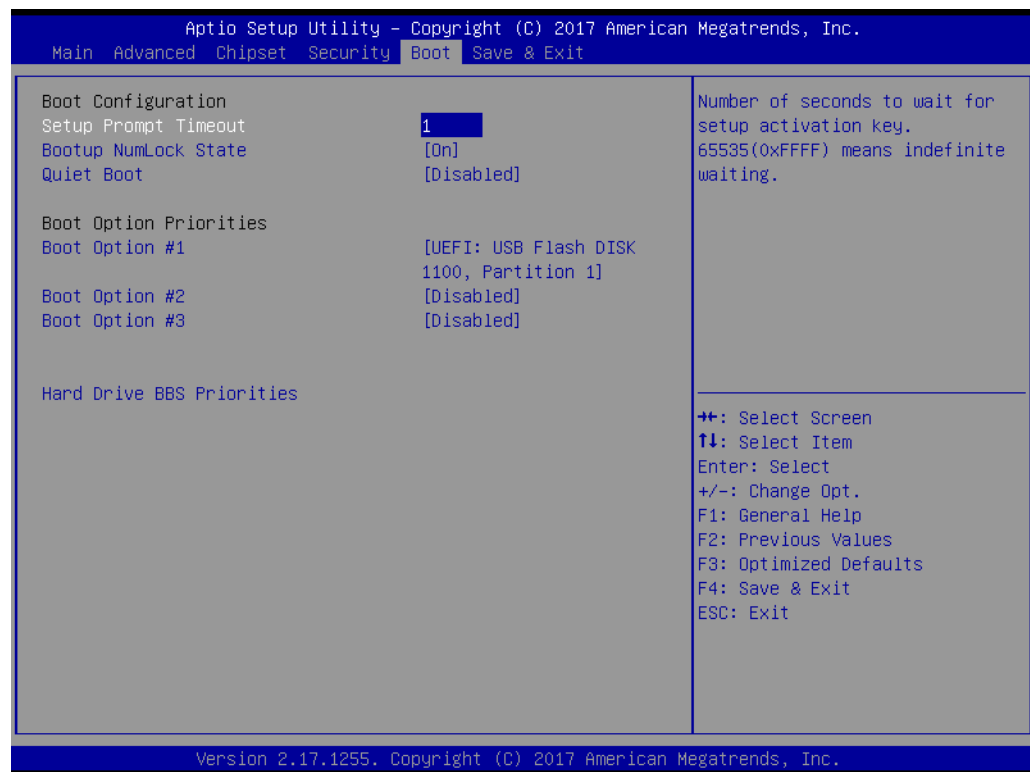 Aptio Setup Utility – Copyright (C) 2017 American Megatrends, Inc.
Main Advanced Chipset Security Boot Save & Exit
Boot Configuration
Setup Prompt Timeout 1
Bootup NumLock State [On]
Quiet Boot [Disabled]
Boot Option Priorities
Boot Option #1 [UEFI: USB Flash DISK
1100, Partition 1]
Boot Option #2 [Disabled]
Boot Option #3 [Disabled]
Hard Drive BBS Priorities
Number of seconds to wait for
setup activation key.
65535(0xFFFF) means indefinite
waiting.
→←: Select Screen
↑↓: Select Item
Enter: Select
+/-: Change Opt.
F1: General Help
F2: Previous Values
F3: Optimized Defaults
F4: Save & Exit
ESC: Exit
Version 2.17.1255. Copyright (C) 2017 American Megatrends, Inc.